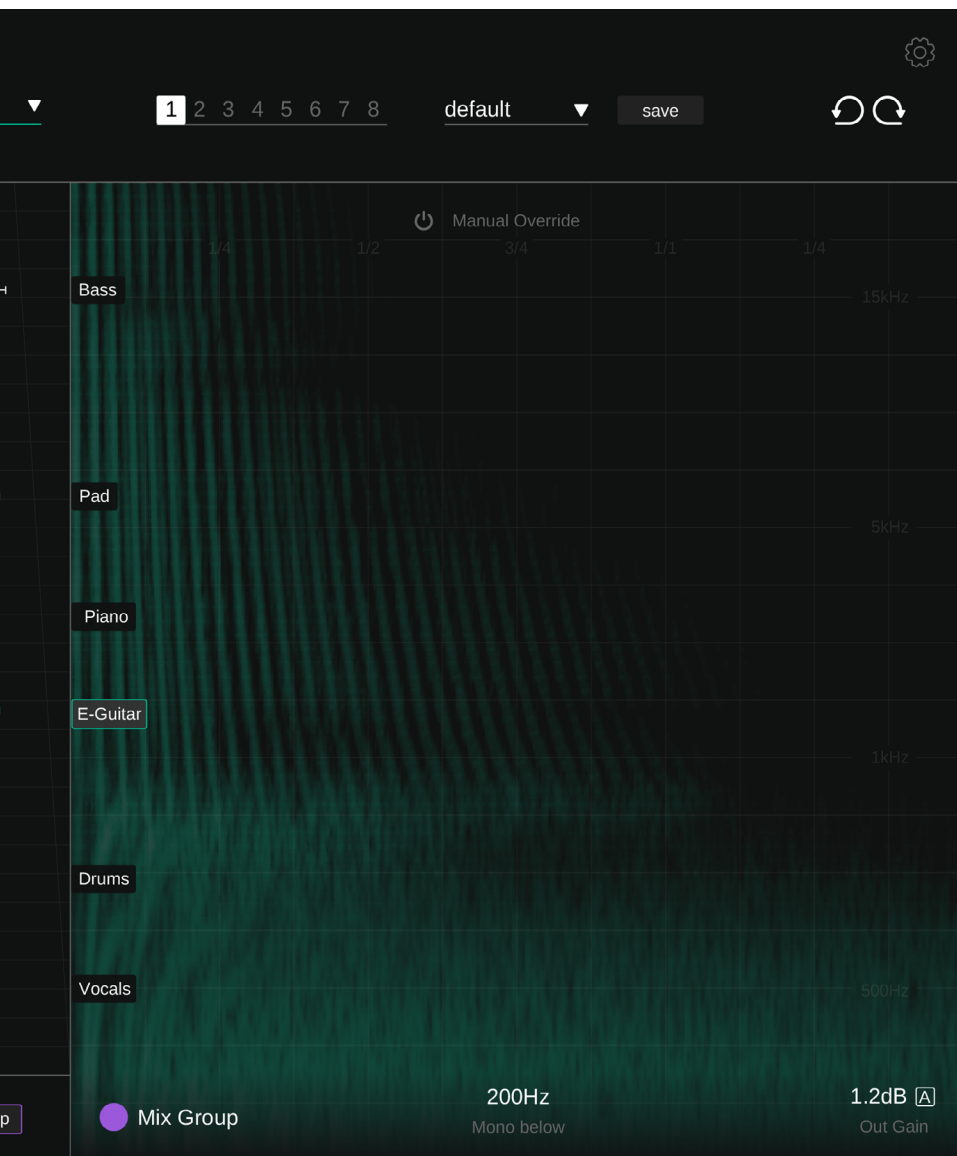 1 2 3 4 5 6 7 8 default save
Manual Override
1/4 1/2 3/4 1/1 1/4
Bass
15kHz
Pad
5kHz
Piano
E-Guitar
1kHz
Drums
Vocals
500Hz
200Hz 1.2dB A
p Mix Group
Mono below Out Gain